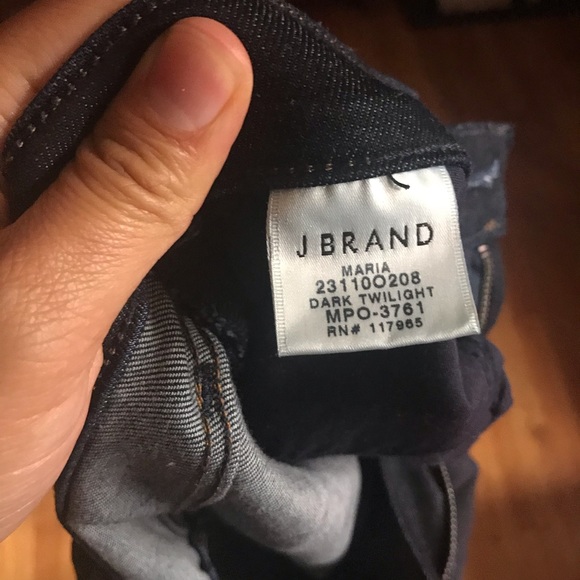 J BRAND
MARIA
23110O208
DARK TWILIGHT
MPO-3761
RN# 117965